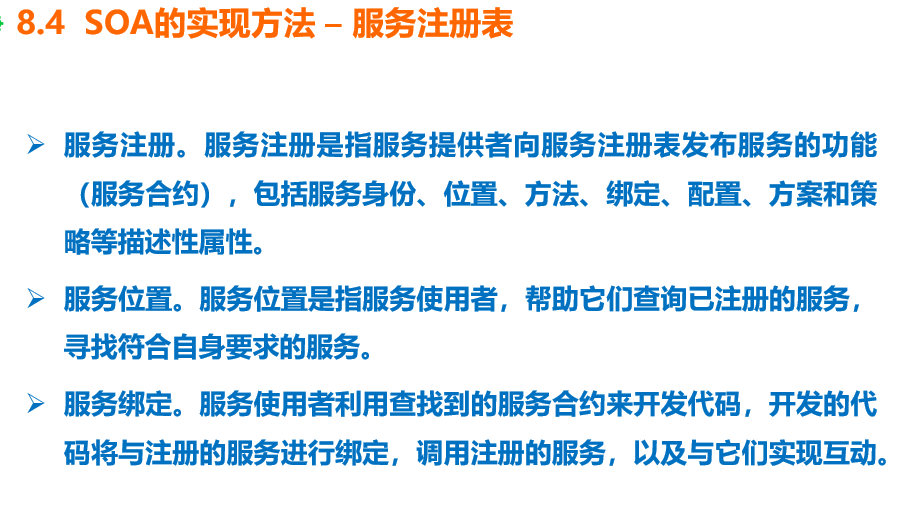 8.4 SOA的实现方法 – 服务注册表
服务注册。服务注册是指服务提供者向服务注册表发布服务的功能
（服务合约），包括服务身份、位置、方法、绑定、配置、方案和策
略等描述性属性。
服务位置。服务位置是指服务使用者，帮助它们查询已注册的服务，
寻找符合自身要求的服务。
服务绑定。服务使用者利用查找到的服务合约来开发代码，开发的代
码将与注册的服务进行绑定，调用注册的服务，以及与它们实现互动。